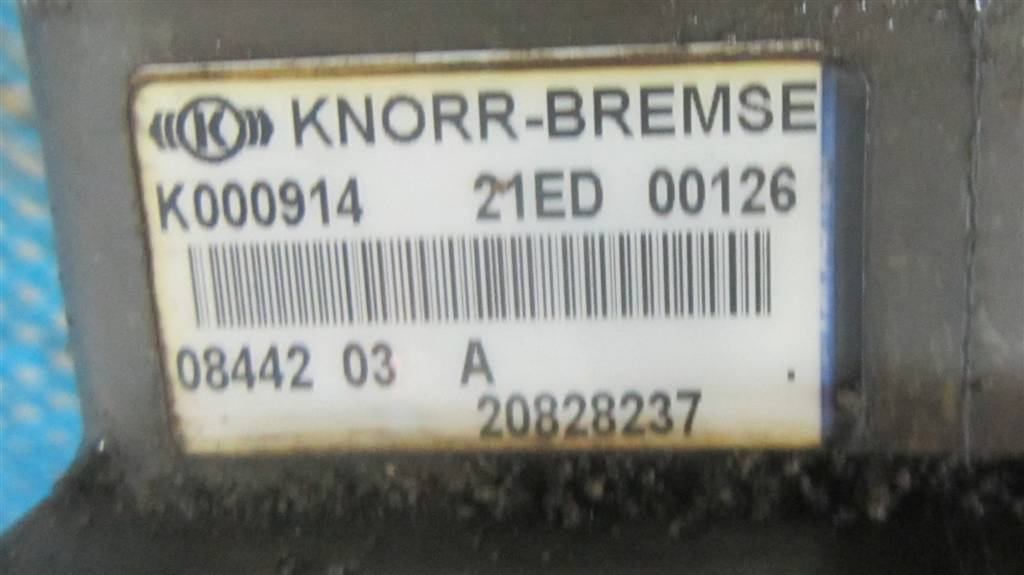 K KNORR-BREMSE
K000914 21ED 00126
08442 03 A .
20828237